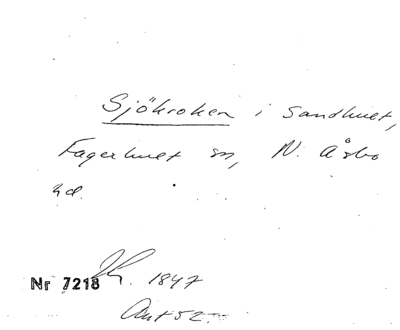 Sjökroken i Sandhult,
Fagerhult sn, N. Åsbo
hd.
Nr 7218 1847